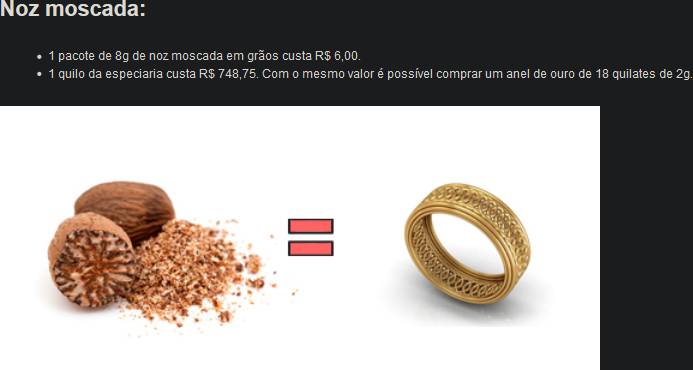 Noz moscada:
1 pacote de 8g de noz moscada em grãos custa R$ 6,00.
1 quilo da especiaria custa R$ 748,75. Com o mesmo valor é possível comprar um anel de ouro de 18 quilates de 2g.